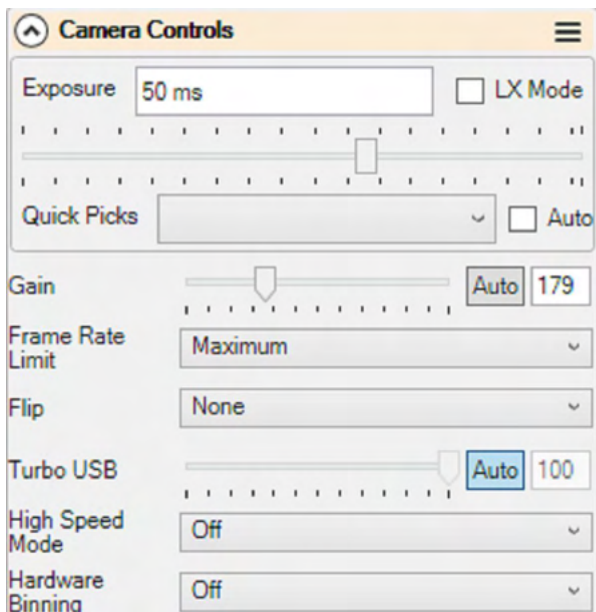 Camera Controls
Exposure 50 ms LX Mode
Quick Picks Auto
Gain Auto 179
Frame Rate
Limit Maximum
Flip None
Turbo USB Auto 100
High Speed
Mode Off
Hardware
Binning Off